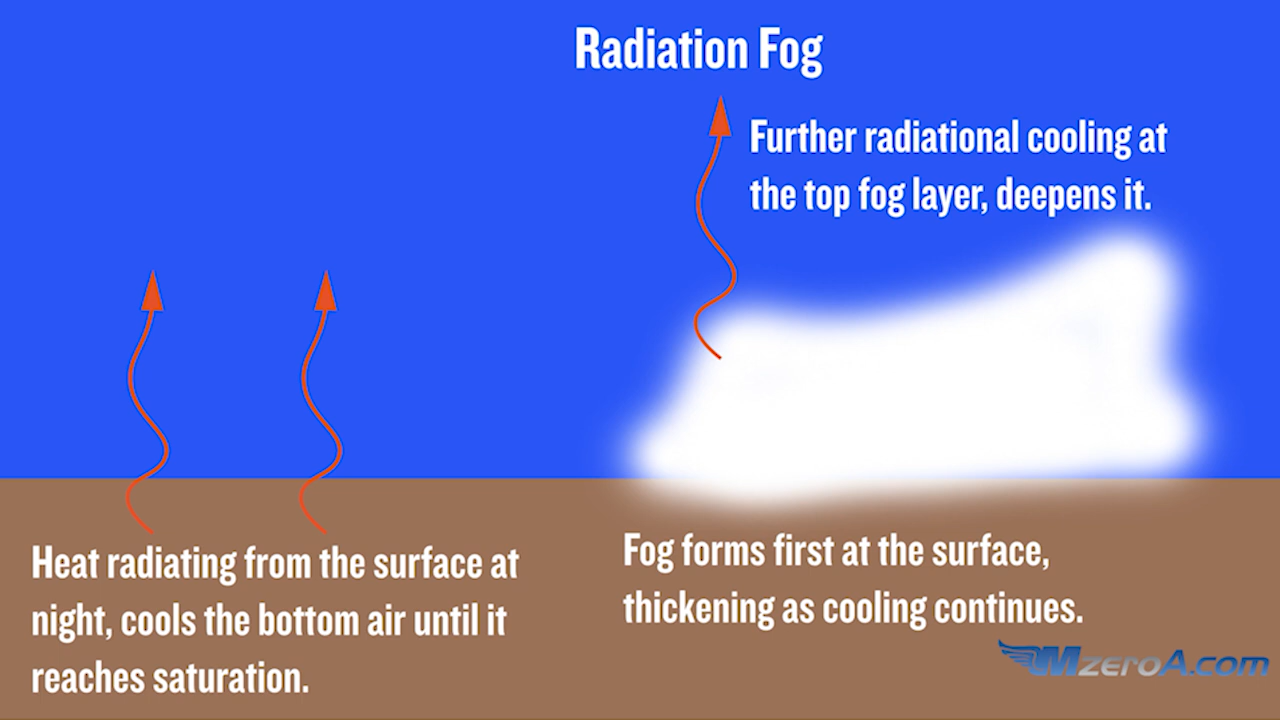 Radiation Fog
Further radiational cooling at
the top fog layer, deepens it.
Heat radiating from the surface at
night, cools the bottom air until it
reaches saturation.
Fog forms first at the surface,
thickening as cooling continues.
MzeroA.com